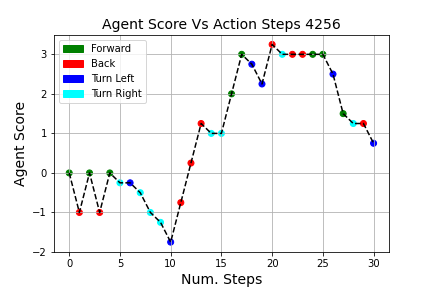 Agent Score Vs Action Steps 4256
Forward
Back
Turn Left
Turn Right
Agent Score
3
2
1
0
−1
−2
0 5 10 15 20 25 30
Num. Steps